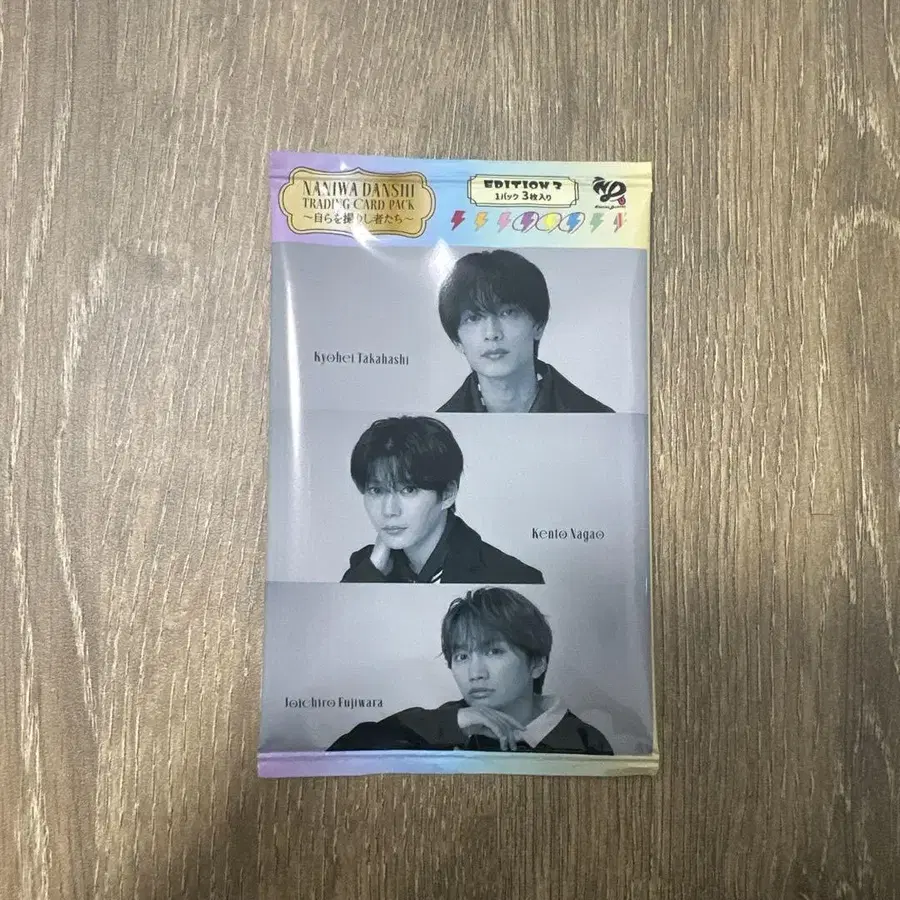 NANIWA DANSHI
TRADING CARD PACK
～自らを操りし者たち～
EDITION 3
1パック 3枚入り
Kyohei Takahashi
Kento Nagao
Joichiro Fujiwara